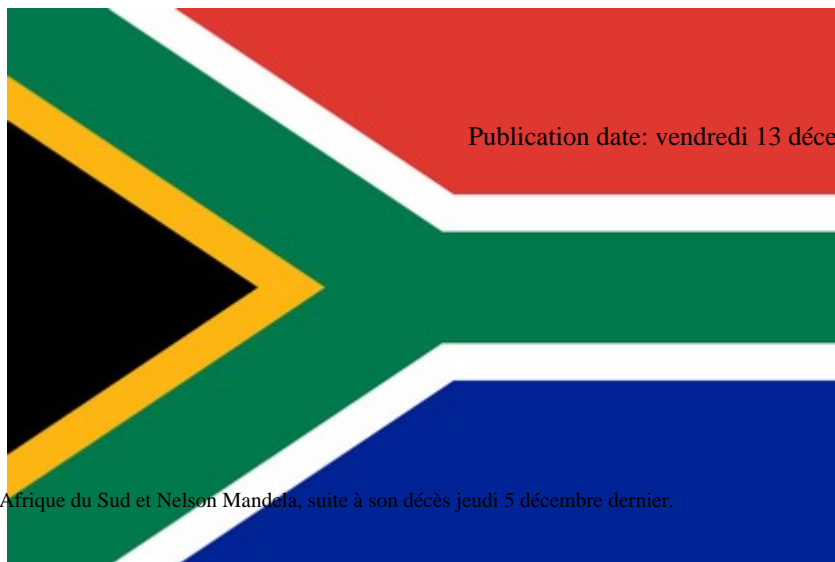 Publication date: vendredi 13 déce
Afrique du Sud et Nelson Mandela, suite à son décès jeudi 5 décembre dernier.